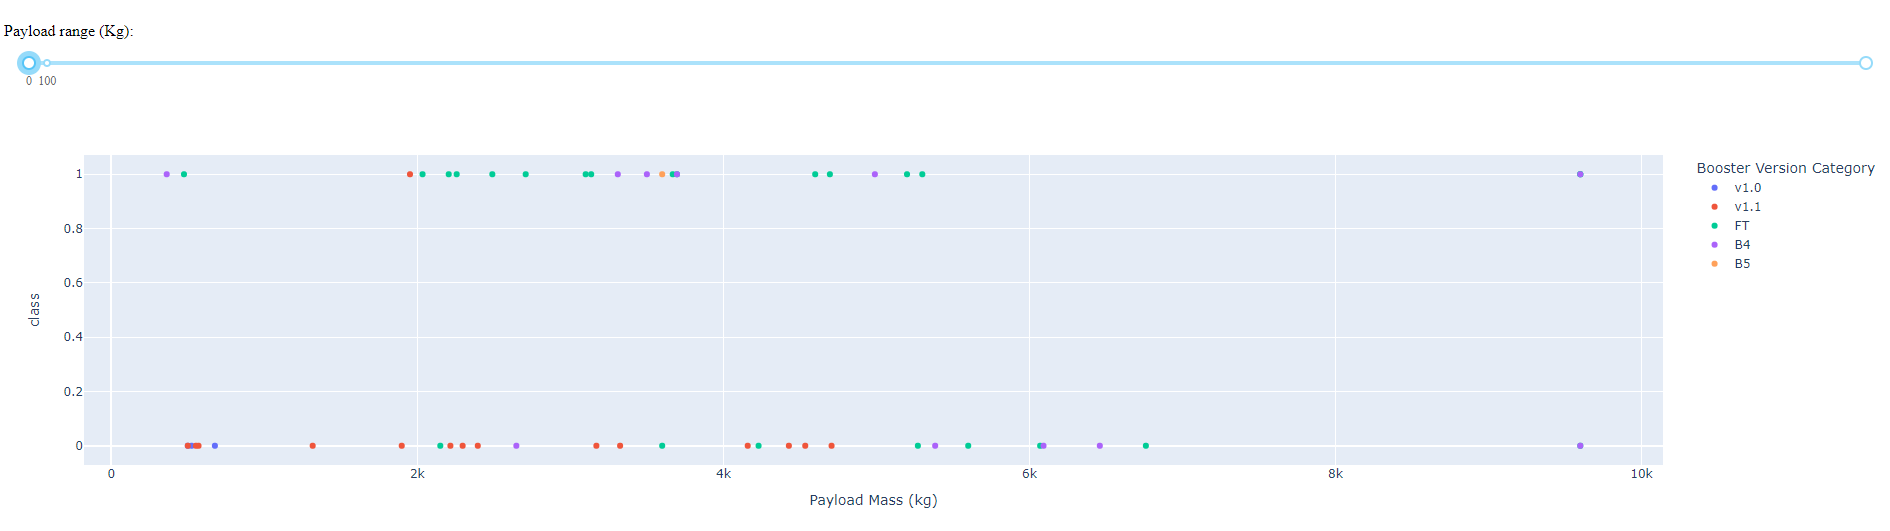 Payload range (Kg):
0 100
Booster Version Category
v1.0
v1.1
FT
B4
B5
1
0.8
0.6
0.4
0.2
0
class
0 2k 4k 6k 8k 10k
Payload Mass (kg)